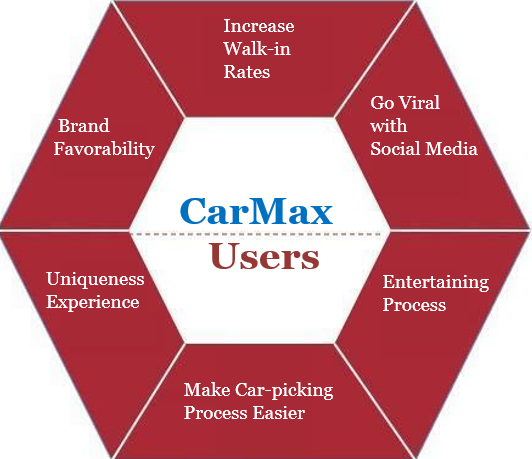 Increase
Walk-in
Rates
Go Viral
with
Social Media
Brand
Favorability
CarMax
Users
Uniqueness
Experience
Entertaining
Process
Make Car-picking
Process Easier